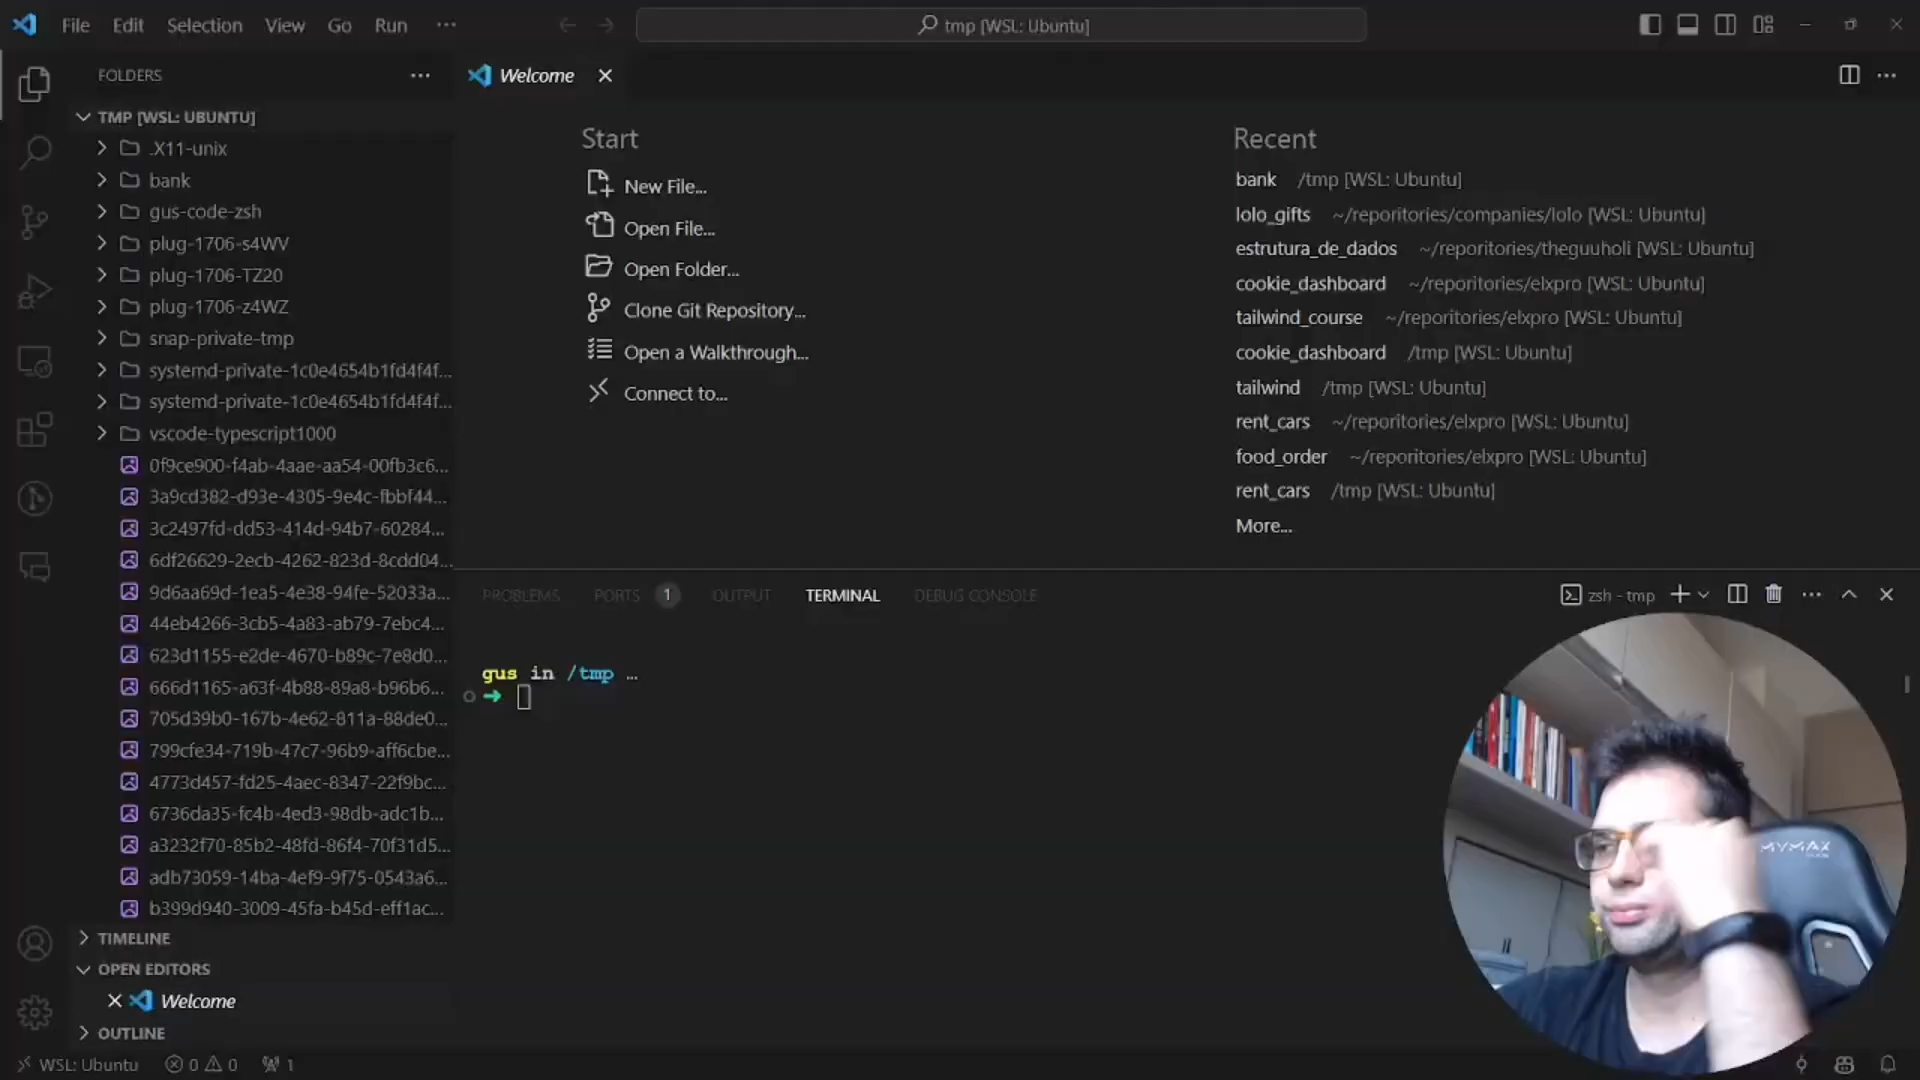 File Edit Selection View Go Run ...
tmp [WSL: Ubuntu]
FOLDERS
TMP [WSL: UBUNTU]
.X11-unix
bank
gus-code-zsh
plug-1706-s4WV
plug-1706-TZ20
plug-1706-z4WZ
snap-private-tmp
systemd-private-1c0e4654b1fd4f4f...
systemd-private-1c0e4654b1fd4f4f...
vscode-typescript1000
0f9ce900-f4ab-4aae-aa54-00fb3c6...
3a9cd382-d93e-4305-9e4c-fbbf44...
3c2497fd-dd53-414d-94b7-60284...
6df26629-2ecb-4262-823d-8cdd04...
9d6aa69d-1ea5-4e38-94fe-52033a...
44eb4266-3cb5-4a83-ab79-7ebc4...
623d1155-e2de-4670-b89c-7e8d0...
666d1165-a63f-4b88-89a8-b96b6...
705d39b0-167b-4e62-811a-88de0...
799cfe34-719b-47c7-96b9-aff6cbe...
4773d457-fd25-4aec-8347-22f9bc...
6736da35-fc4b-4ed3-98db-adc1b...
a3232f70-85b2-48fd-86f4-70f31d5...
adb73059-14ba-4ef9-9f75-0543a6...
b399d940-3009-45fa-b45d-eff1ac...
TIMELINE
OPEN EDITORS
Welcome
OUTLINE
Welcome
Start
New File...
Open File...
Open Folder...
Clone Git Repository...
Open a Walkthrough...
Connect to...
Recent
bank /tmp [WSL: Ubuntu]
lolo_gifts ~/reporitories/companies/lolo [WSL: Ubuntu]
estrutura_de_dados ~/reporitories/theguuholi [WSL: Ubuntu]
cookie_dashboard ~/reporitories/elxpro [WSL: Ubuntu]
tailwind_course ~/reporitories/elxpro [WSL: Ubuntu]
cookie_dashboard /tmp [WSL: Ubuntu]
tailwind /tmp [WSL: Ubuntu]
rent_cars ~/reporitories/elxpro [WSL: Ubuntu]
food_order ~/reporitories/elxpro [WSL: Ubuntu]
rent_cars /tmp [WSL: Ubuntu]
More...
PROBLEMS PORTS 1 OUTPUT TERMINAL DEBUG CONSOLE
zsh - tmp
gus in /tmp …
MYMAX
WSL: Ubuntu 0 0 1